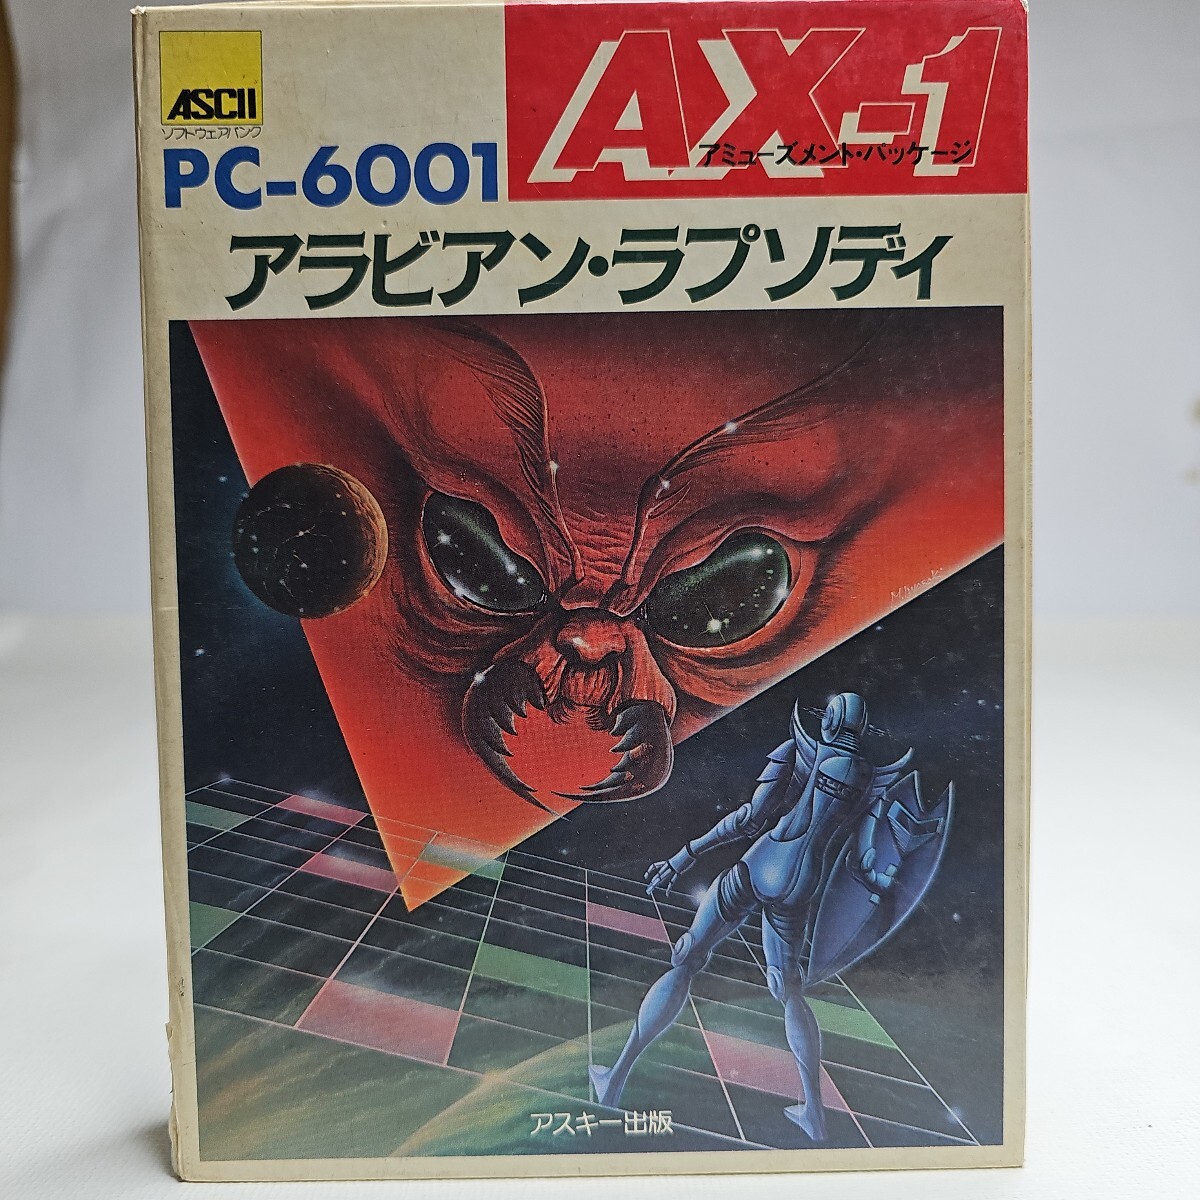 ASCII
ソフトウェアバンク
PC-6001
AX-1
アミューズメント・パッケージ
アラビアン・ラプソディ
アスキー出版